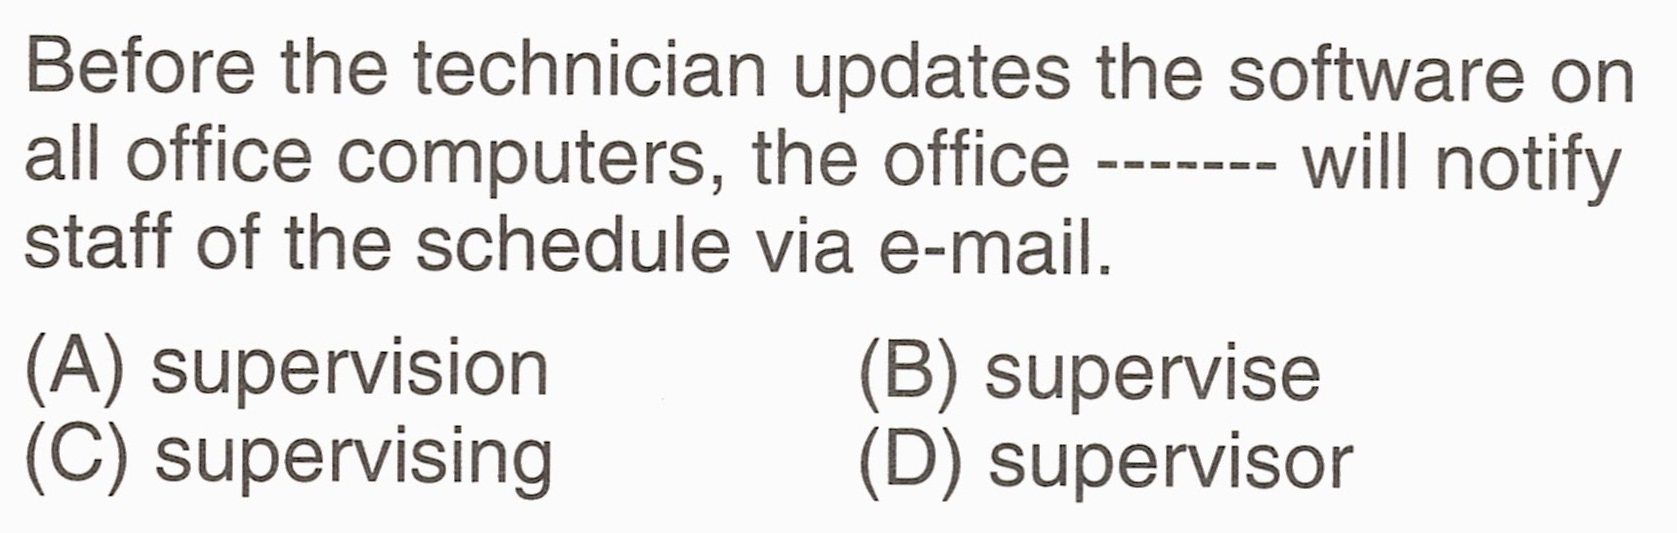 Before the technician updates the software on
all office computers, the office ------- will notify
staff of the schedule via e-mail.
(A) supervision (B) supervise
(C) supervising (D) supervisor